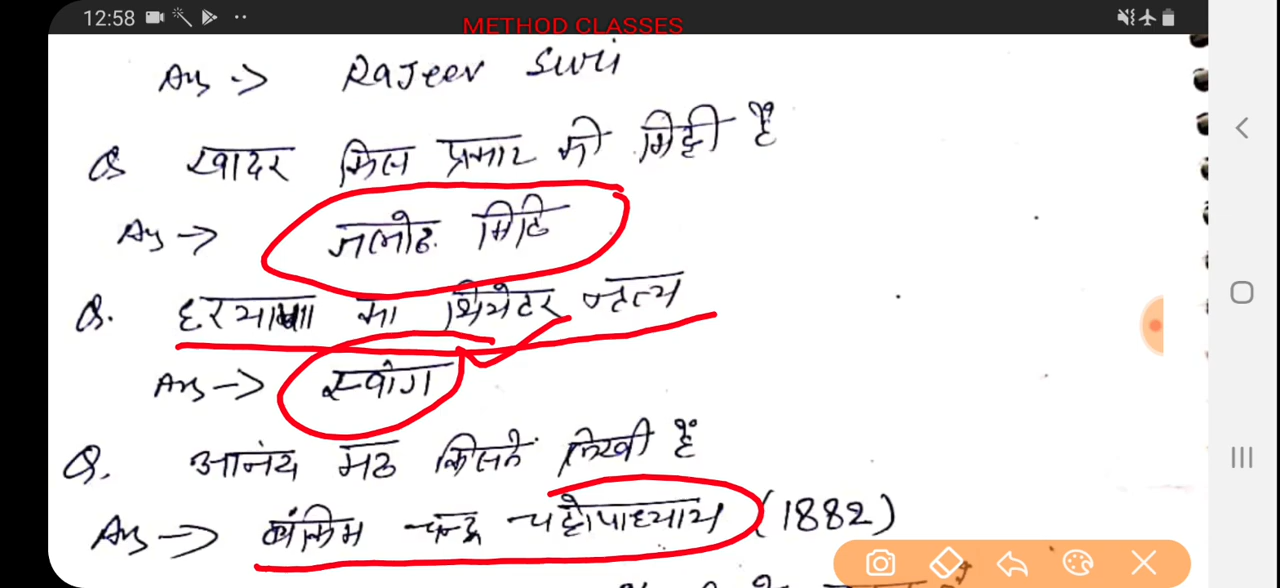 12:58
METHOD CLASSES
Ans → Rajeev Suri
Q खादर किस प्रकार की मिट्टी है
Ans → जलोढ मिटि
Q. हरयाणा का थियेटर नृत्य
Ans → स्वांग
Q. आनंद मठ किसने लिखी है
Ans → बंकिम चन्द्र चट्टोपाध्याय (1882)